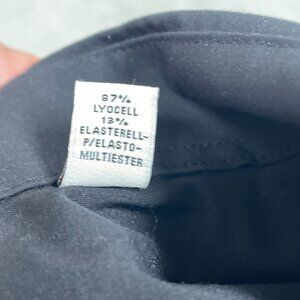 87%
LYOCELL
13%
ELASTERELL-
P/ELASTO-
MULTIESTER